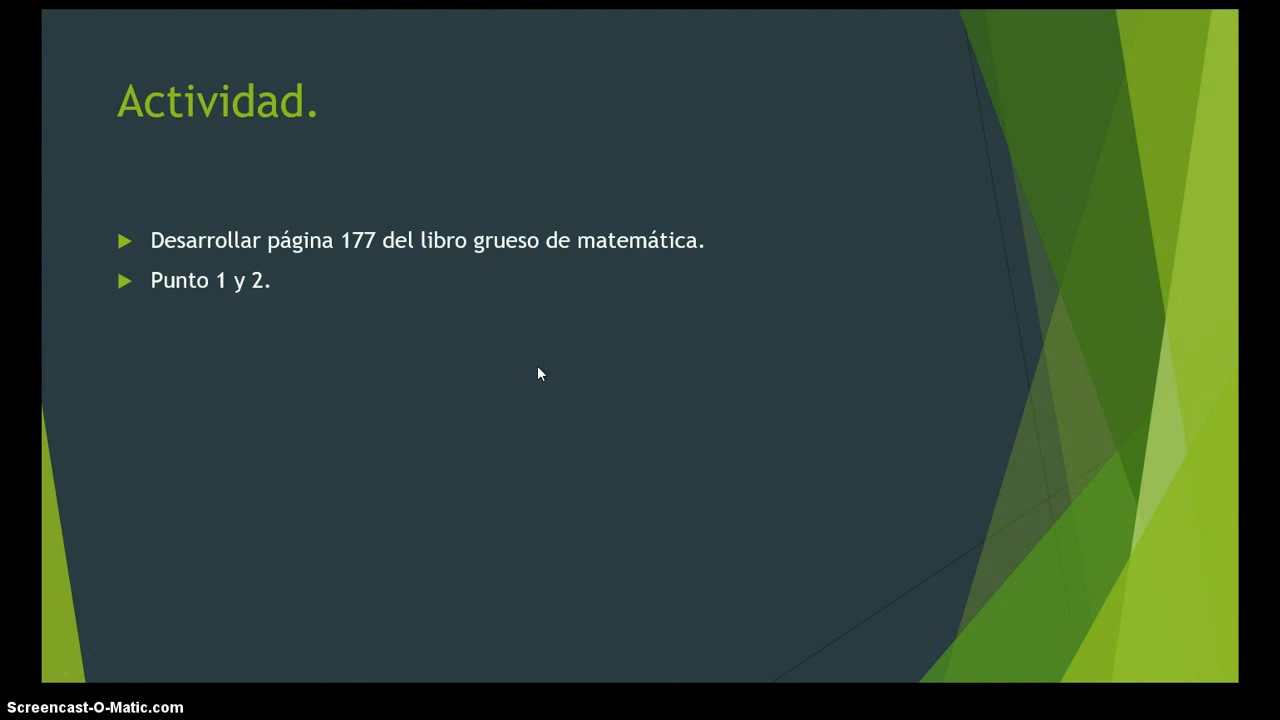 Actividad.
Desarrollar página 177 del libro grueso de matemática.
Punto 1 y 2.
Screencast-O-Matic.com